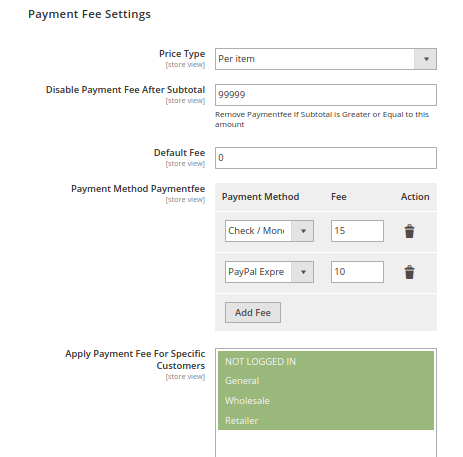 Payment Fee Settings
Price Type
[store view]
Per item
Disable Payment Fee After Subtotal
[store view]
99999
Remove Paymentfee If Subtotal is Greater or Equal to this
amount
Default Fee
[store view]
0
Payment Method Paymentfee
[store view]
Payment Method Fee Action
Check / Mon 15
PayPal Expre 10
Add Fee
Apply Payment Fee For Specific
Customers
[store view]
NOT LOGGED IN
General
Wholesale
Retailer